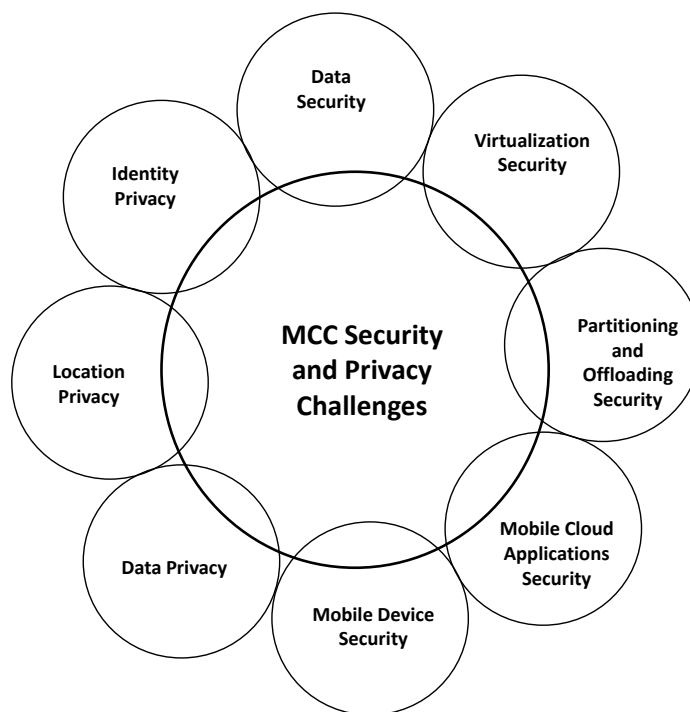 Data
Security
Virtualization
Security
Identity
Privacy
Partitioning
and
Offloading
Security
MCC Security
and Privacy
Challenges
Location
Privacy
Mobile Cloud
Applications
Security
Data Privacy
Mobile Device
Security